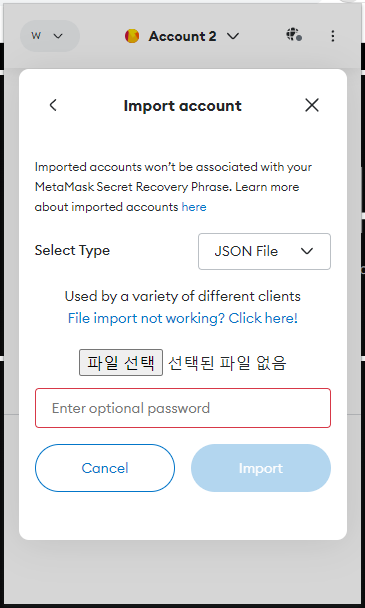 W
Account 2
Import account
Imported accounts won't be associated with your
MetaMask Secret Recovery Phrase. Learn more
about imported accounts here
Select Type
JSON File
Used by a variety of different clients
File import not working? Click here!
파일 선택 선택된 파일 없음
Enter optional password
Cancel
Import